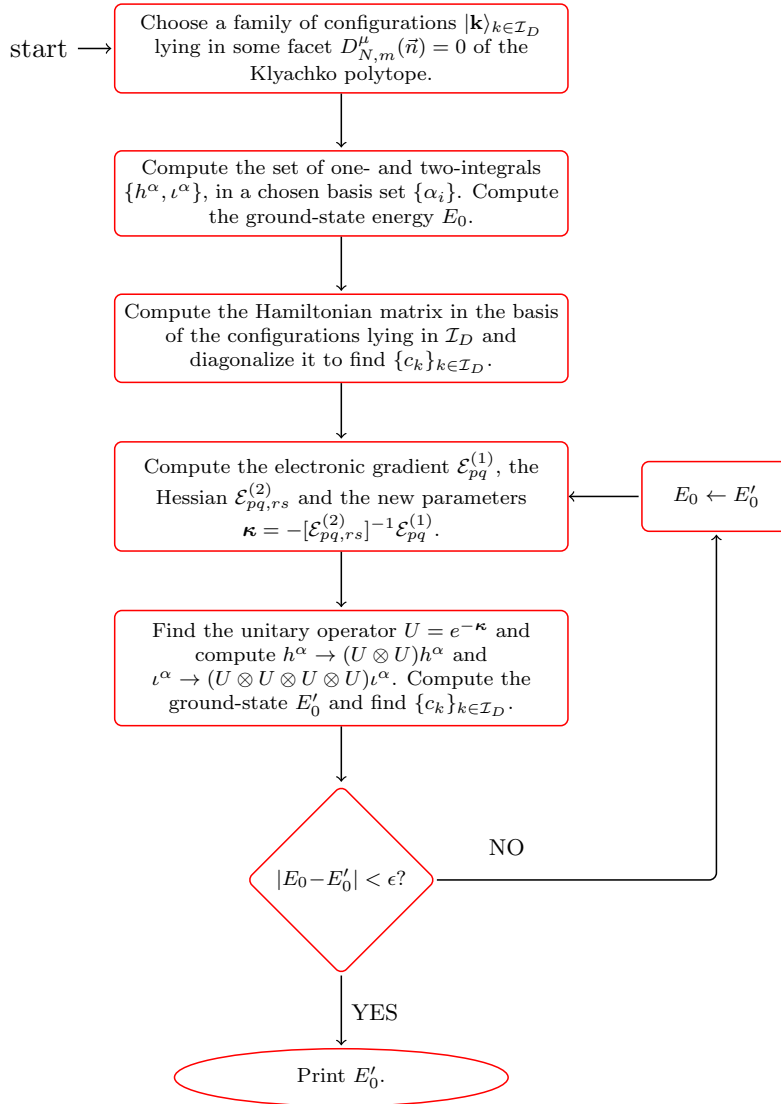 start
Choose a family of configurations |𝐤⟩_{k∈ℐ_D}
lying in some facet D^μ_{N,m}(n⃗) = 0 of the
Klyachko polytope.
Compute the set of one- and two-integrals
{h^α, ι^α}, in a chosen basis set {α_i}. Compute
the ground-state energy E_0.
Compute the Hamiltonian matrix in the basis
of the configurations lying in ℐ_D and
diagonalize it to find {c_k}_{k∈ℐ_D}.
Compute the electronic gradient ℰ^{(1)}_{pq}, the
Hessian ℰ^{(2)}_{pq,rs} and the new parameters
𝜿 = −[ℰ^{(2)}_{pq,rs}]^{−1}ℰ^{(1)}_{pq}.
E_0 ← E′_0
Find the unitary operator U = e^{−𝜿} and
compute h^α → (U ⊗ U)h^α and
ι^α → (U ⊗ U ⊗ U ⊗ U)ι^α. Compute the
ground-state E′_0 and find {c_k}_{k∈ℐ_D}.
|E_0−E′_0| < ϵ?
NO
YES
Print E′_0.